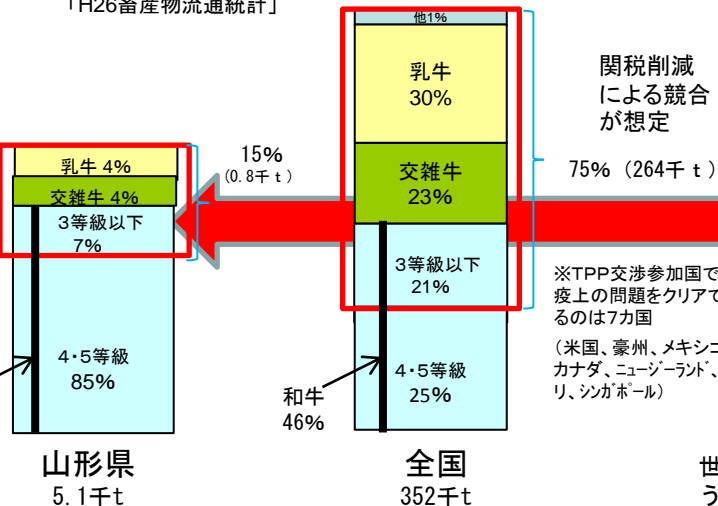 「H26畜産物流通統計」
他1%
乳牛
30%
関税削減
による競合
が想定
乳牛 4%
15%
(0.8千ｔ)
交雑牛
23%
75% (264千ｔ)
交雑牛 4%
3等級以下
7%
3等級以下
21%
※TPP交渉参加国で
疫上の問題をクリアで
るのは7カ国
(米国、豪州、メキシコ
カナダ、ニュージーランド、
リ、シンガポール)
4・5等級
85%
4・5等級
25%
和牛
46%
山形県
5.1千t
全国
352千t
世
う